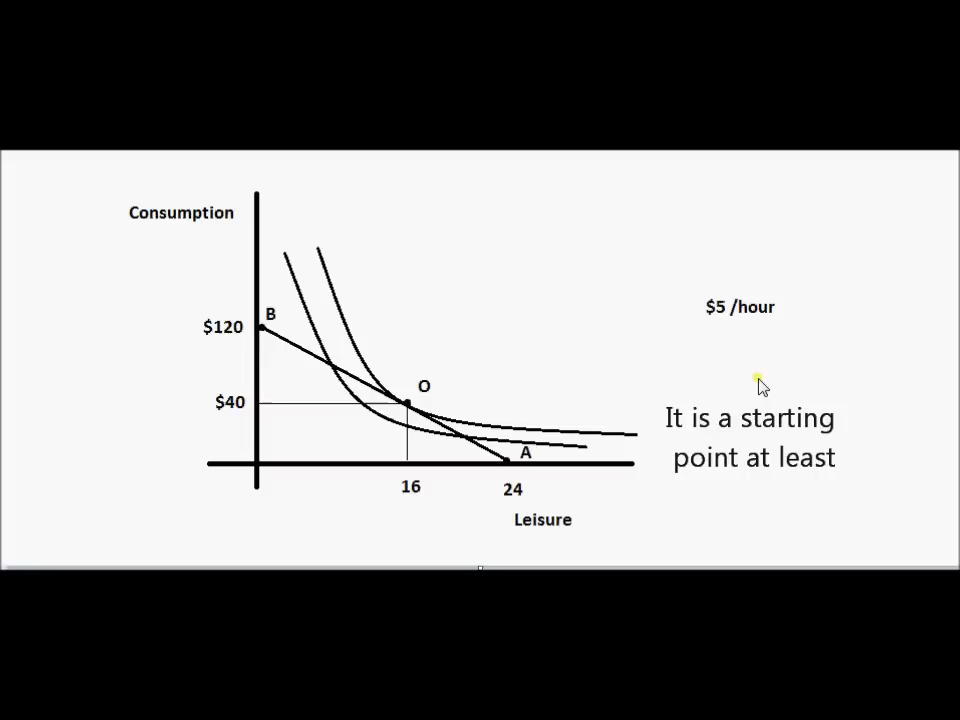 Consumption
B
$120
$5 /hour
O
$40
It is a starting
point at least
A
16
24
Leisure